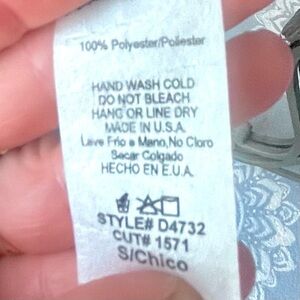 100% Polyester/Poliester
HAND WASH COLD
DO NOT BLEACH
HANG OR LINE DRY
MADE IN U.S.A.
Lave Frio a Mano,No Cloro
Secar Colgado
HECHO EN E.U.A.
STYLE# D4732
CUT# 1571
S/Chico